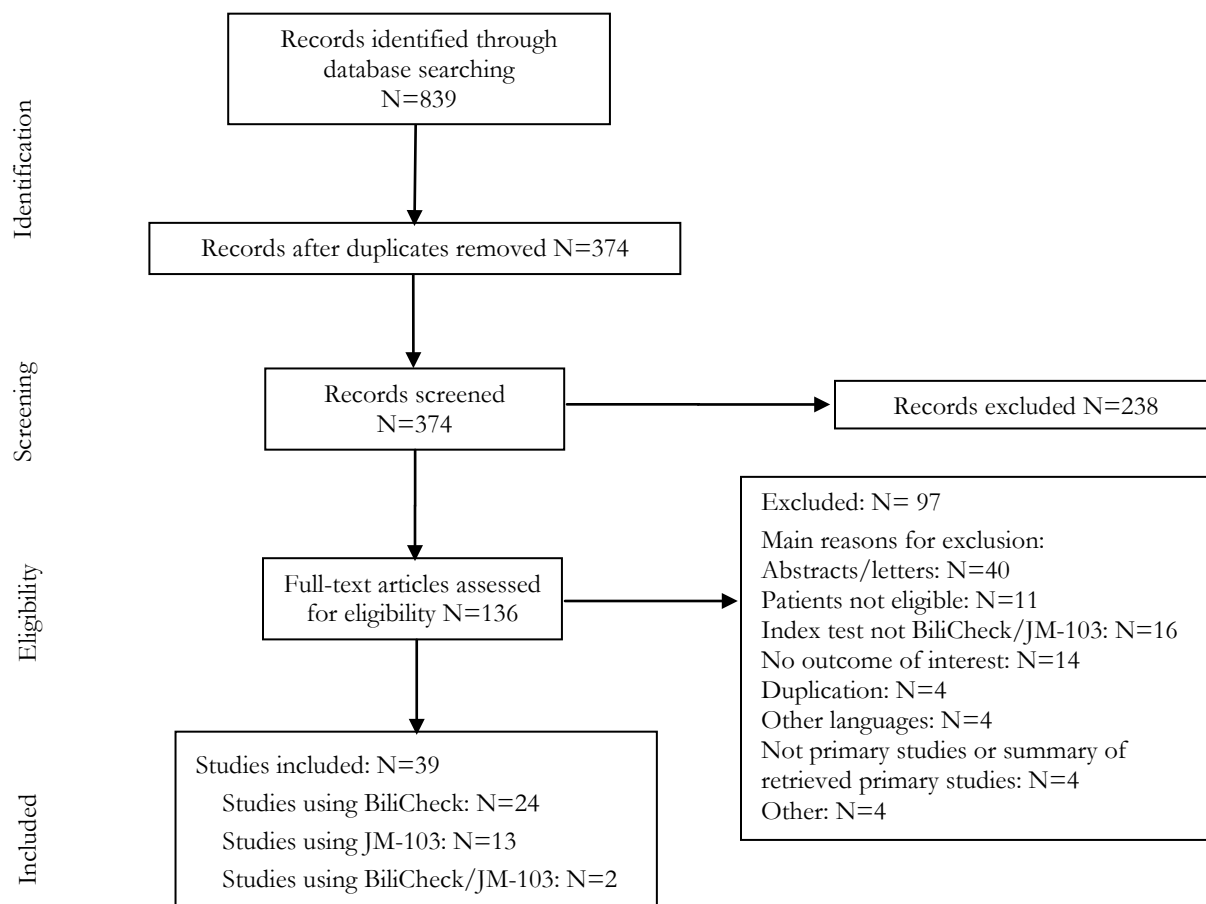 Identification
Records identified through
database searching
N=839
Records after duplicates removed N=374
Screening
Records screened
N=374
Records excluded N=238
Eligibility
Full-text articles assessed
for eligibility N=136
Excluded: N= 97
Main reasons for exclusion:
Abstracts/letters: N=40
Patients not eligible: N=11
Index test not BiliCheck/JM-103: N=16
No outcome of interest: N=14
Duplication: N=4
Other languages: N=4
Not primary studies or summary of
retrieved primary studies: N=4
Other: N=4
Included
Studies included: N=39
Studies using BiliCheck: N=24
Studies using JM-103: N=13
Studies using BiliCheck/JM-103: N=2